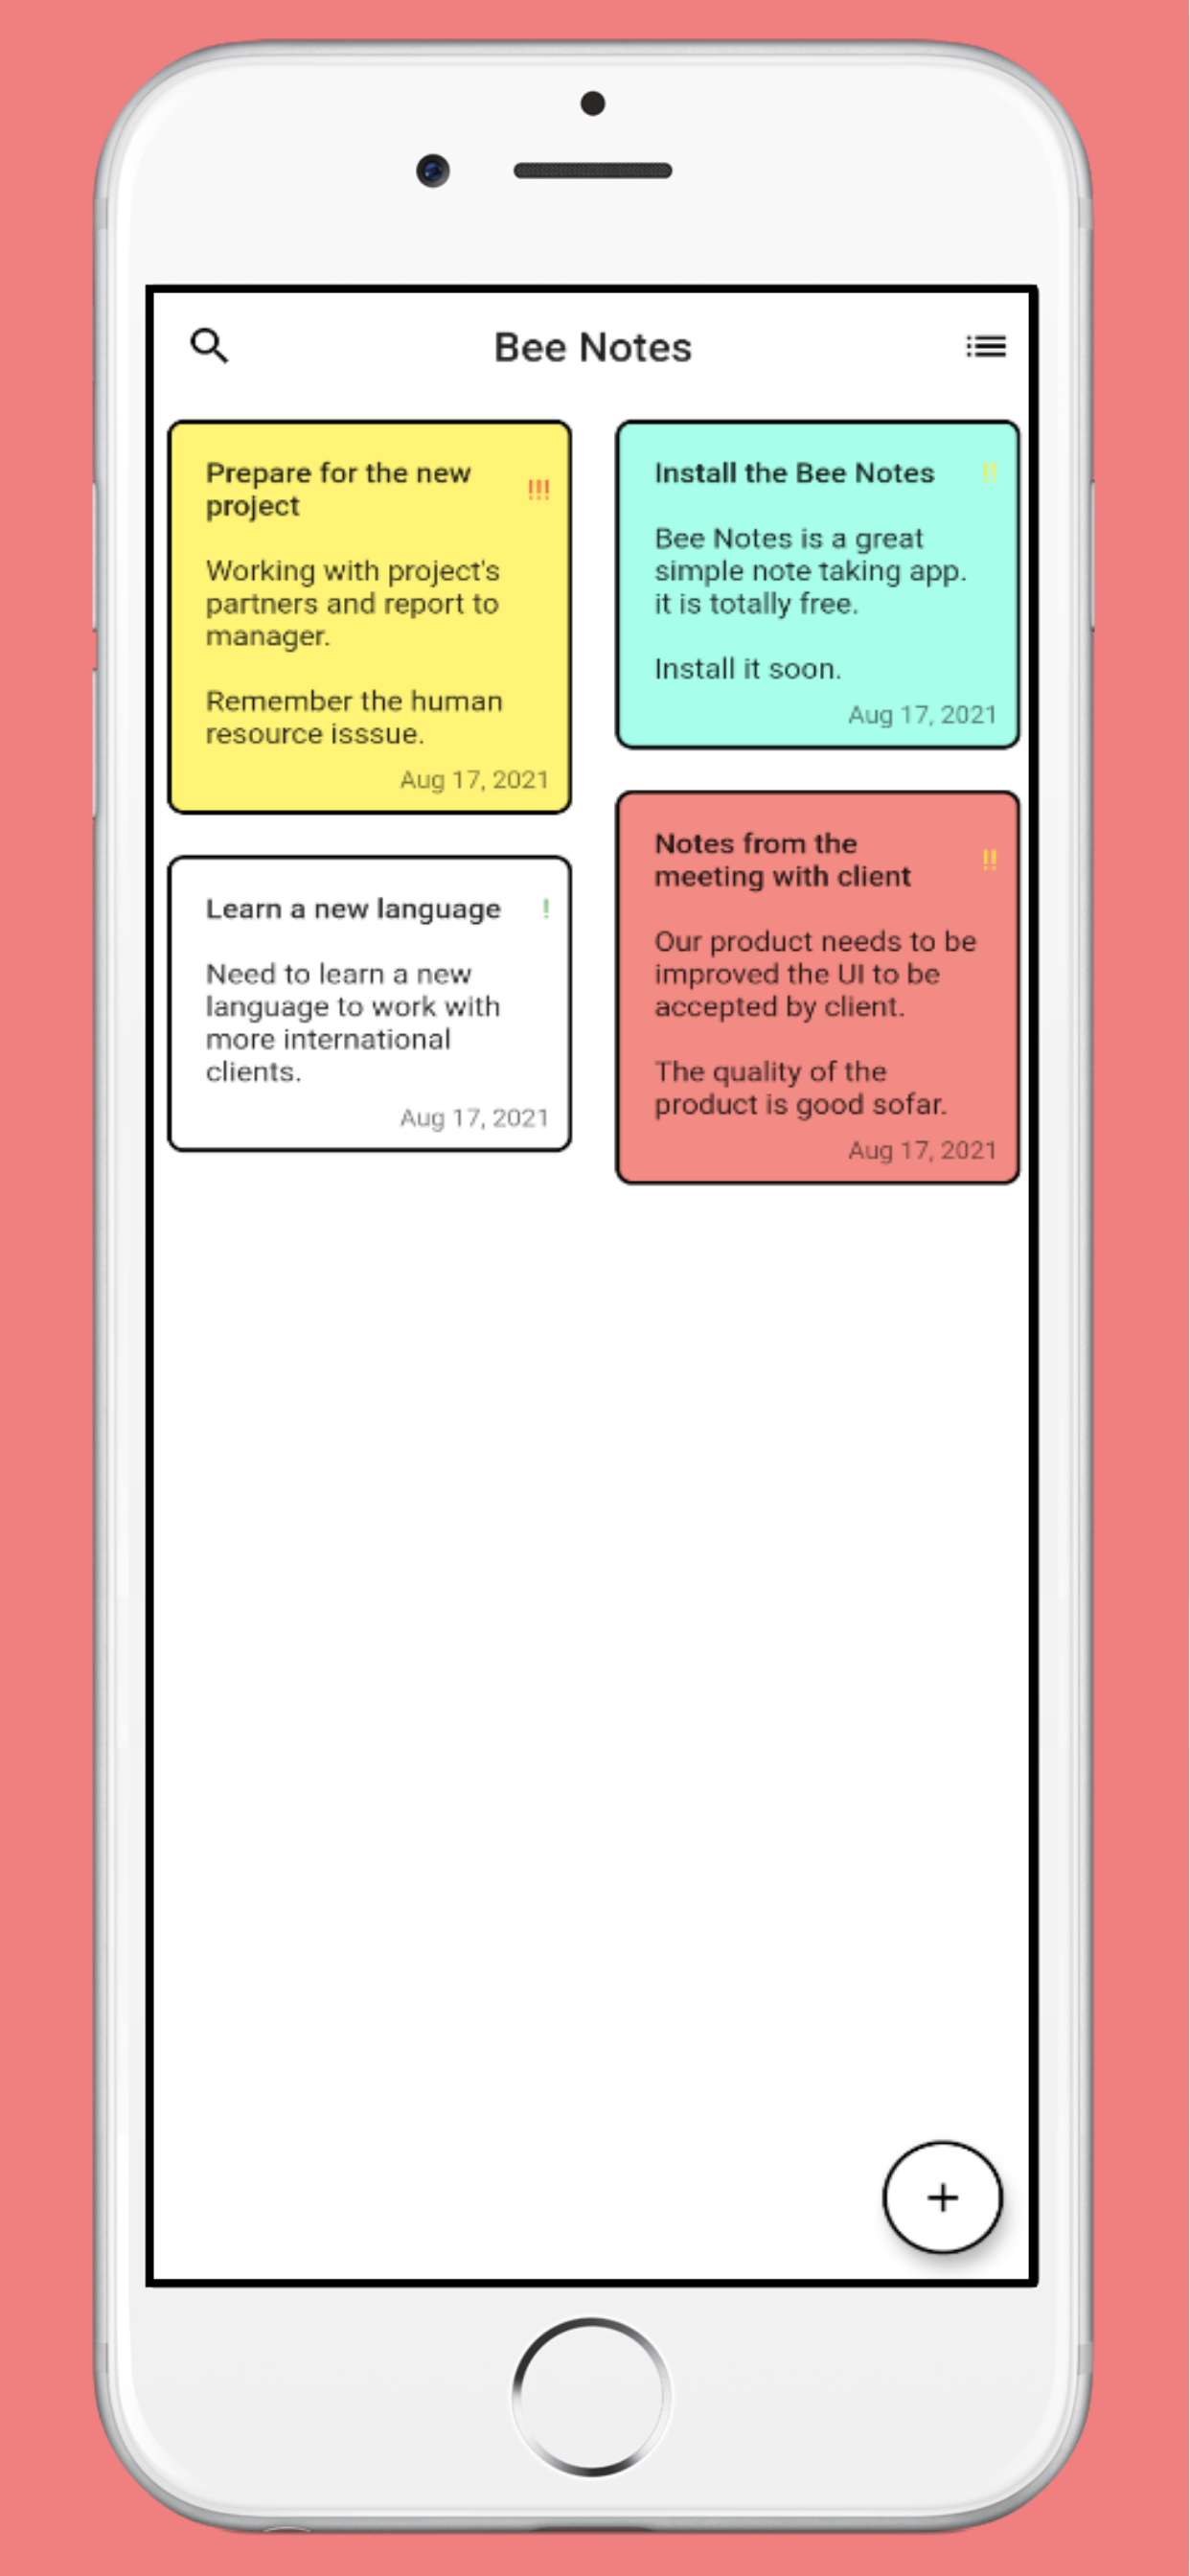 Bee Notes
Prepare for the new
project
!!!
Working with project's
partners and report to
manager.
Remember the human
resource isssue.
Aug 17, 2021
Install the Bee Notes
!!
Bee Notes is a great
simple note taking app.
it is totally free.
Install it soon.
Aug 17, 2021
Learn a new language
!
Need to learn a new
language to work with
more international
clients.
Aug 17, 2021
Notes from the
meeting with client
!!
Our product needs to be
improved the UI to be
accepted by client.
The quality of the
product is good sofar.
Aug 17, 2021
+